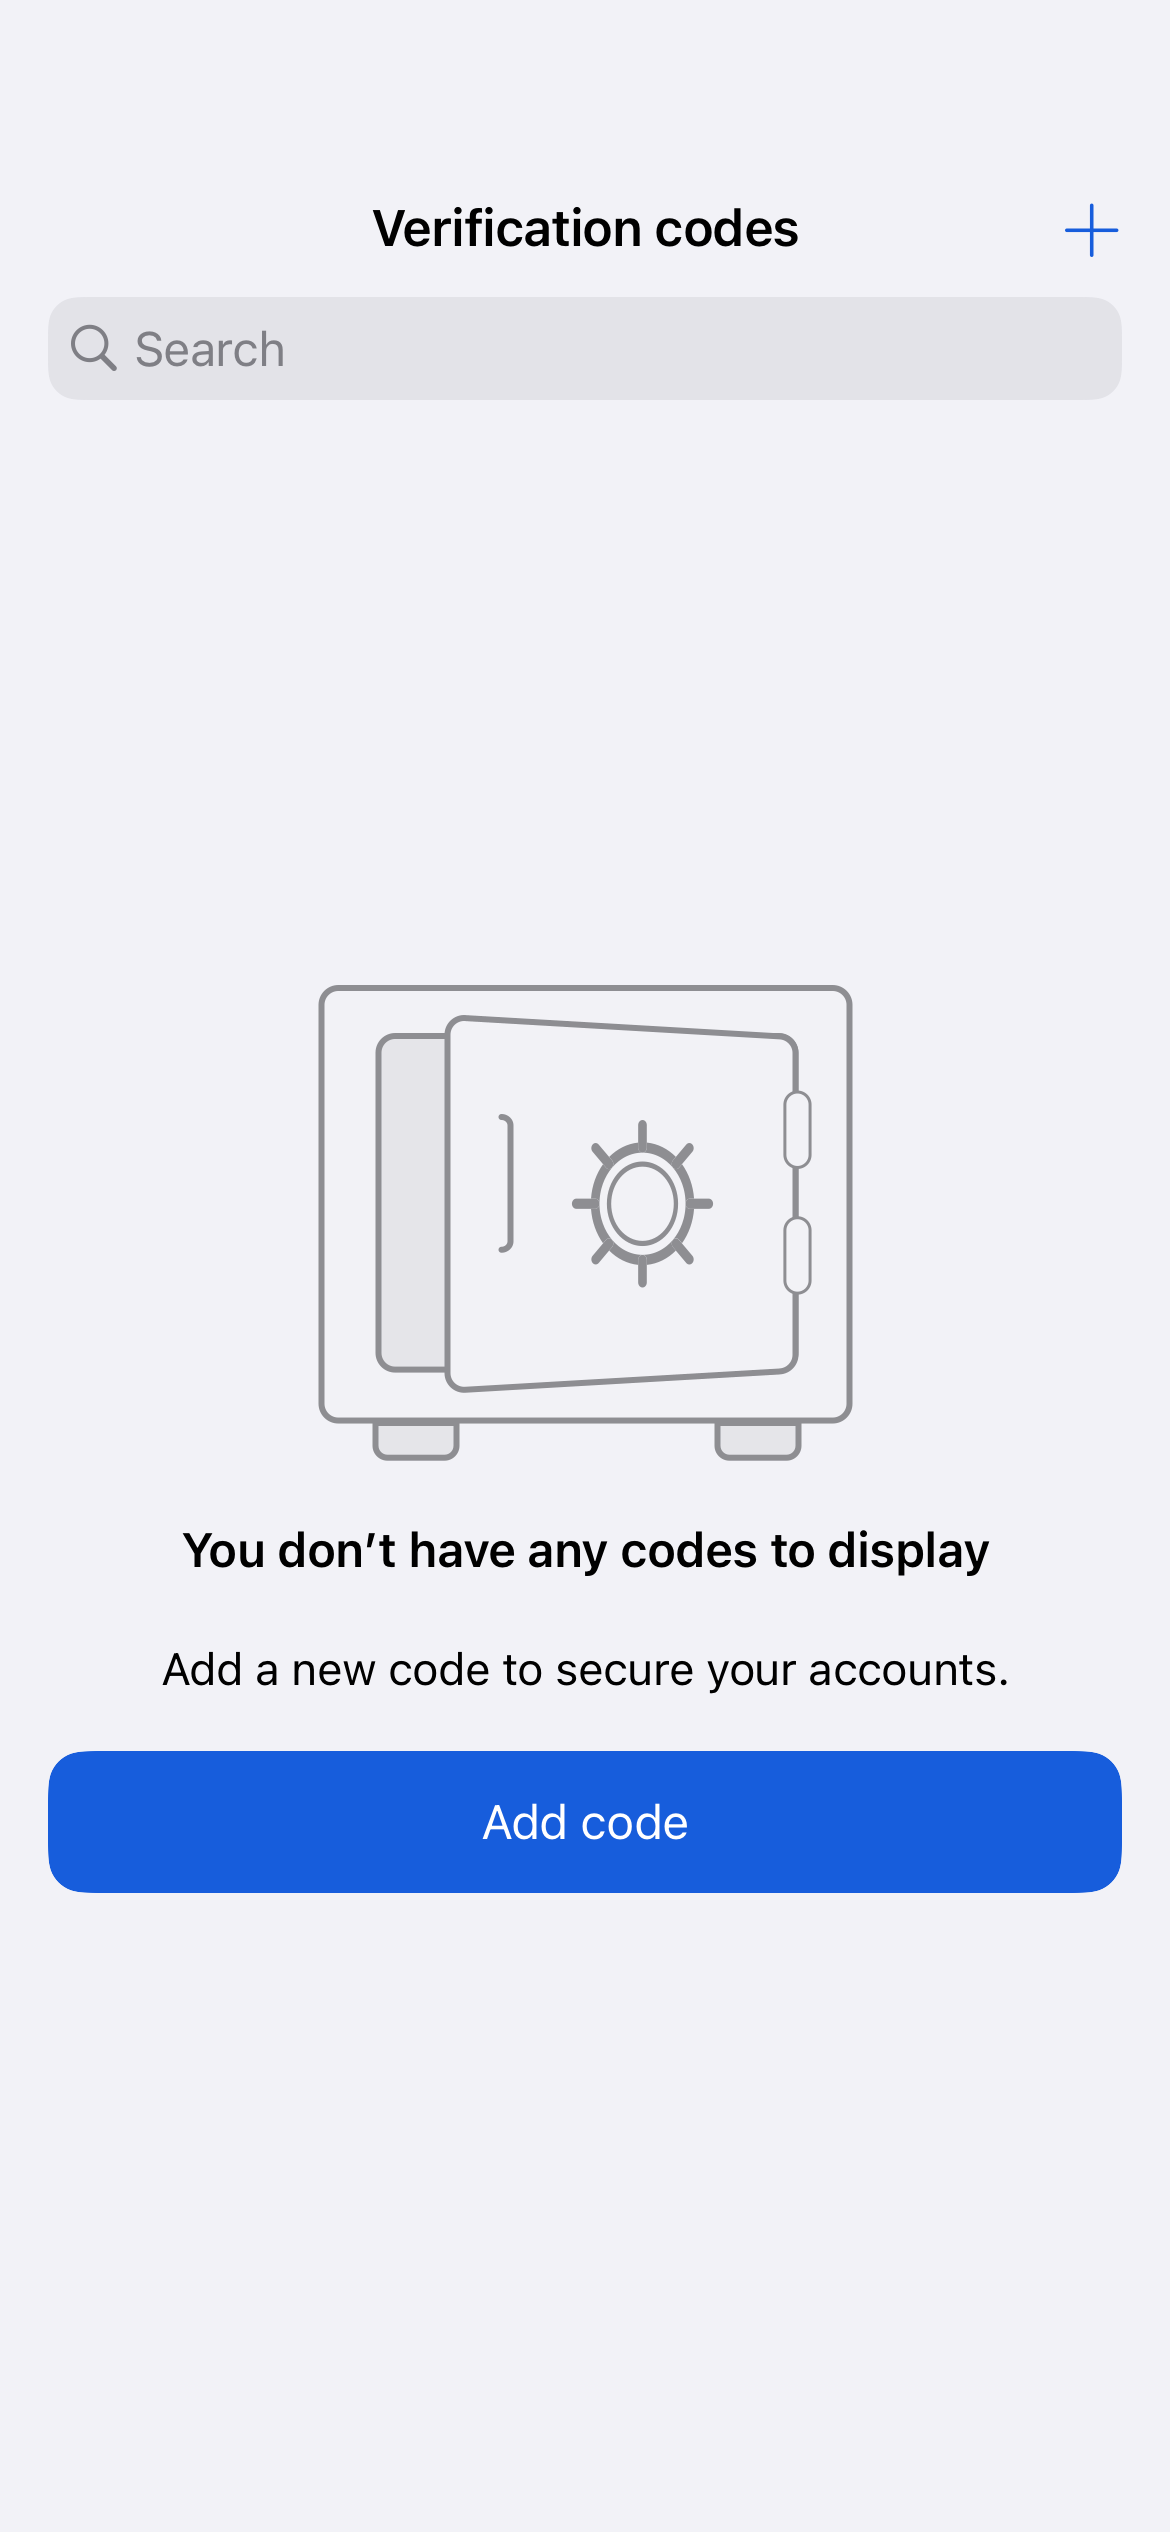 Verification codes
Search
You don’t have any codes to display
Add a new code to secure your accounts.
Add code